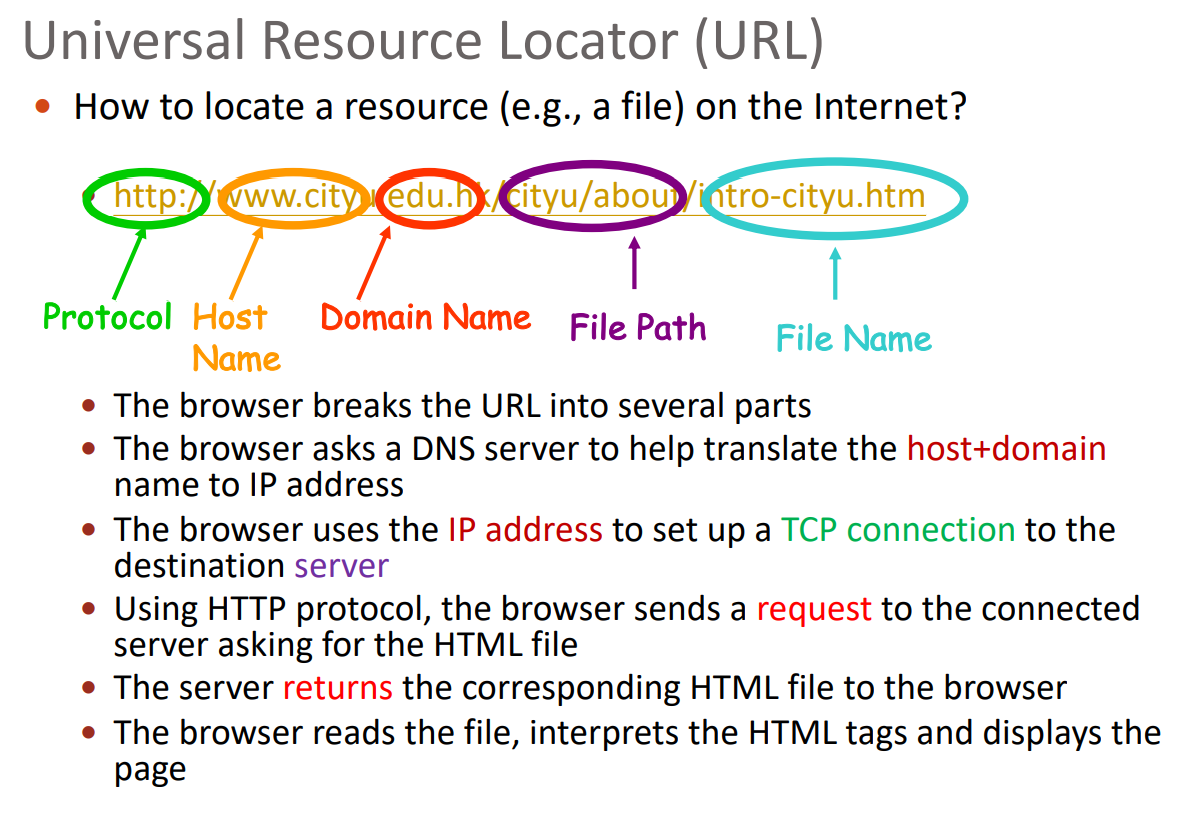 Universal Resource Locator (URL)
• How to locate a resource (e.g., a file) on the Internet?
• http://www.cityu.edu.hk/cityu/about/intro-cityu.htm
Protocol Host Name Domain Name File Path File Name
• The browser breaks the URL into several parts
• The browser asks a DNS server to help translate the host+domain
name to IP address
• The browser uses the IP address to set up a TCP connection to the
destination server
• Using HTTP protocol, the browser sends a request to the connected
server asking for the HTML file
• The server returns the corresponding HTML file to the browser
• The browser reads the file, interprets the HTML tags and displays the
page